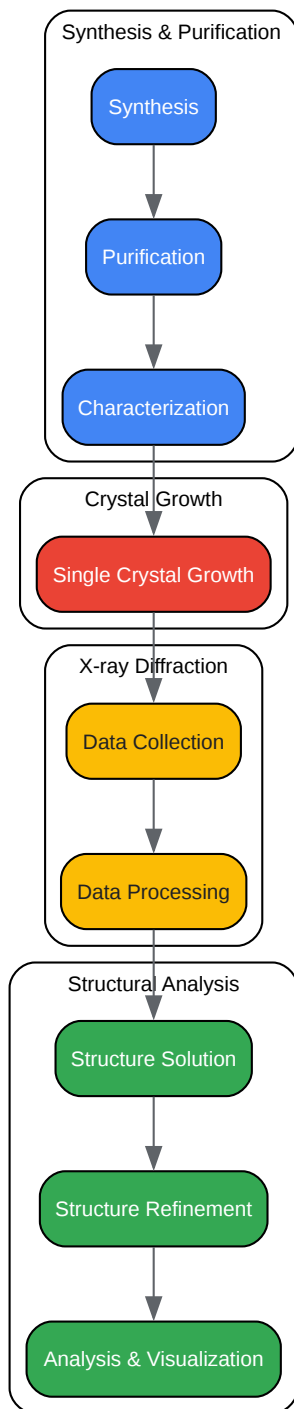 Synthesis & Purification
Synthesis
Purification
Characterization
Crystal Growth
Single Crystal Growth
X-ray Diffraction
Data Collection
Data Processing
Structural Analysis
Structure Solution
Structure Refinement
Analysis & Visualization